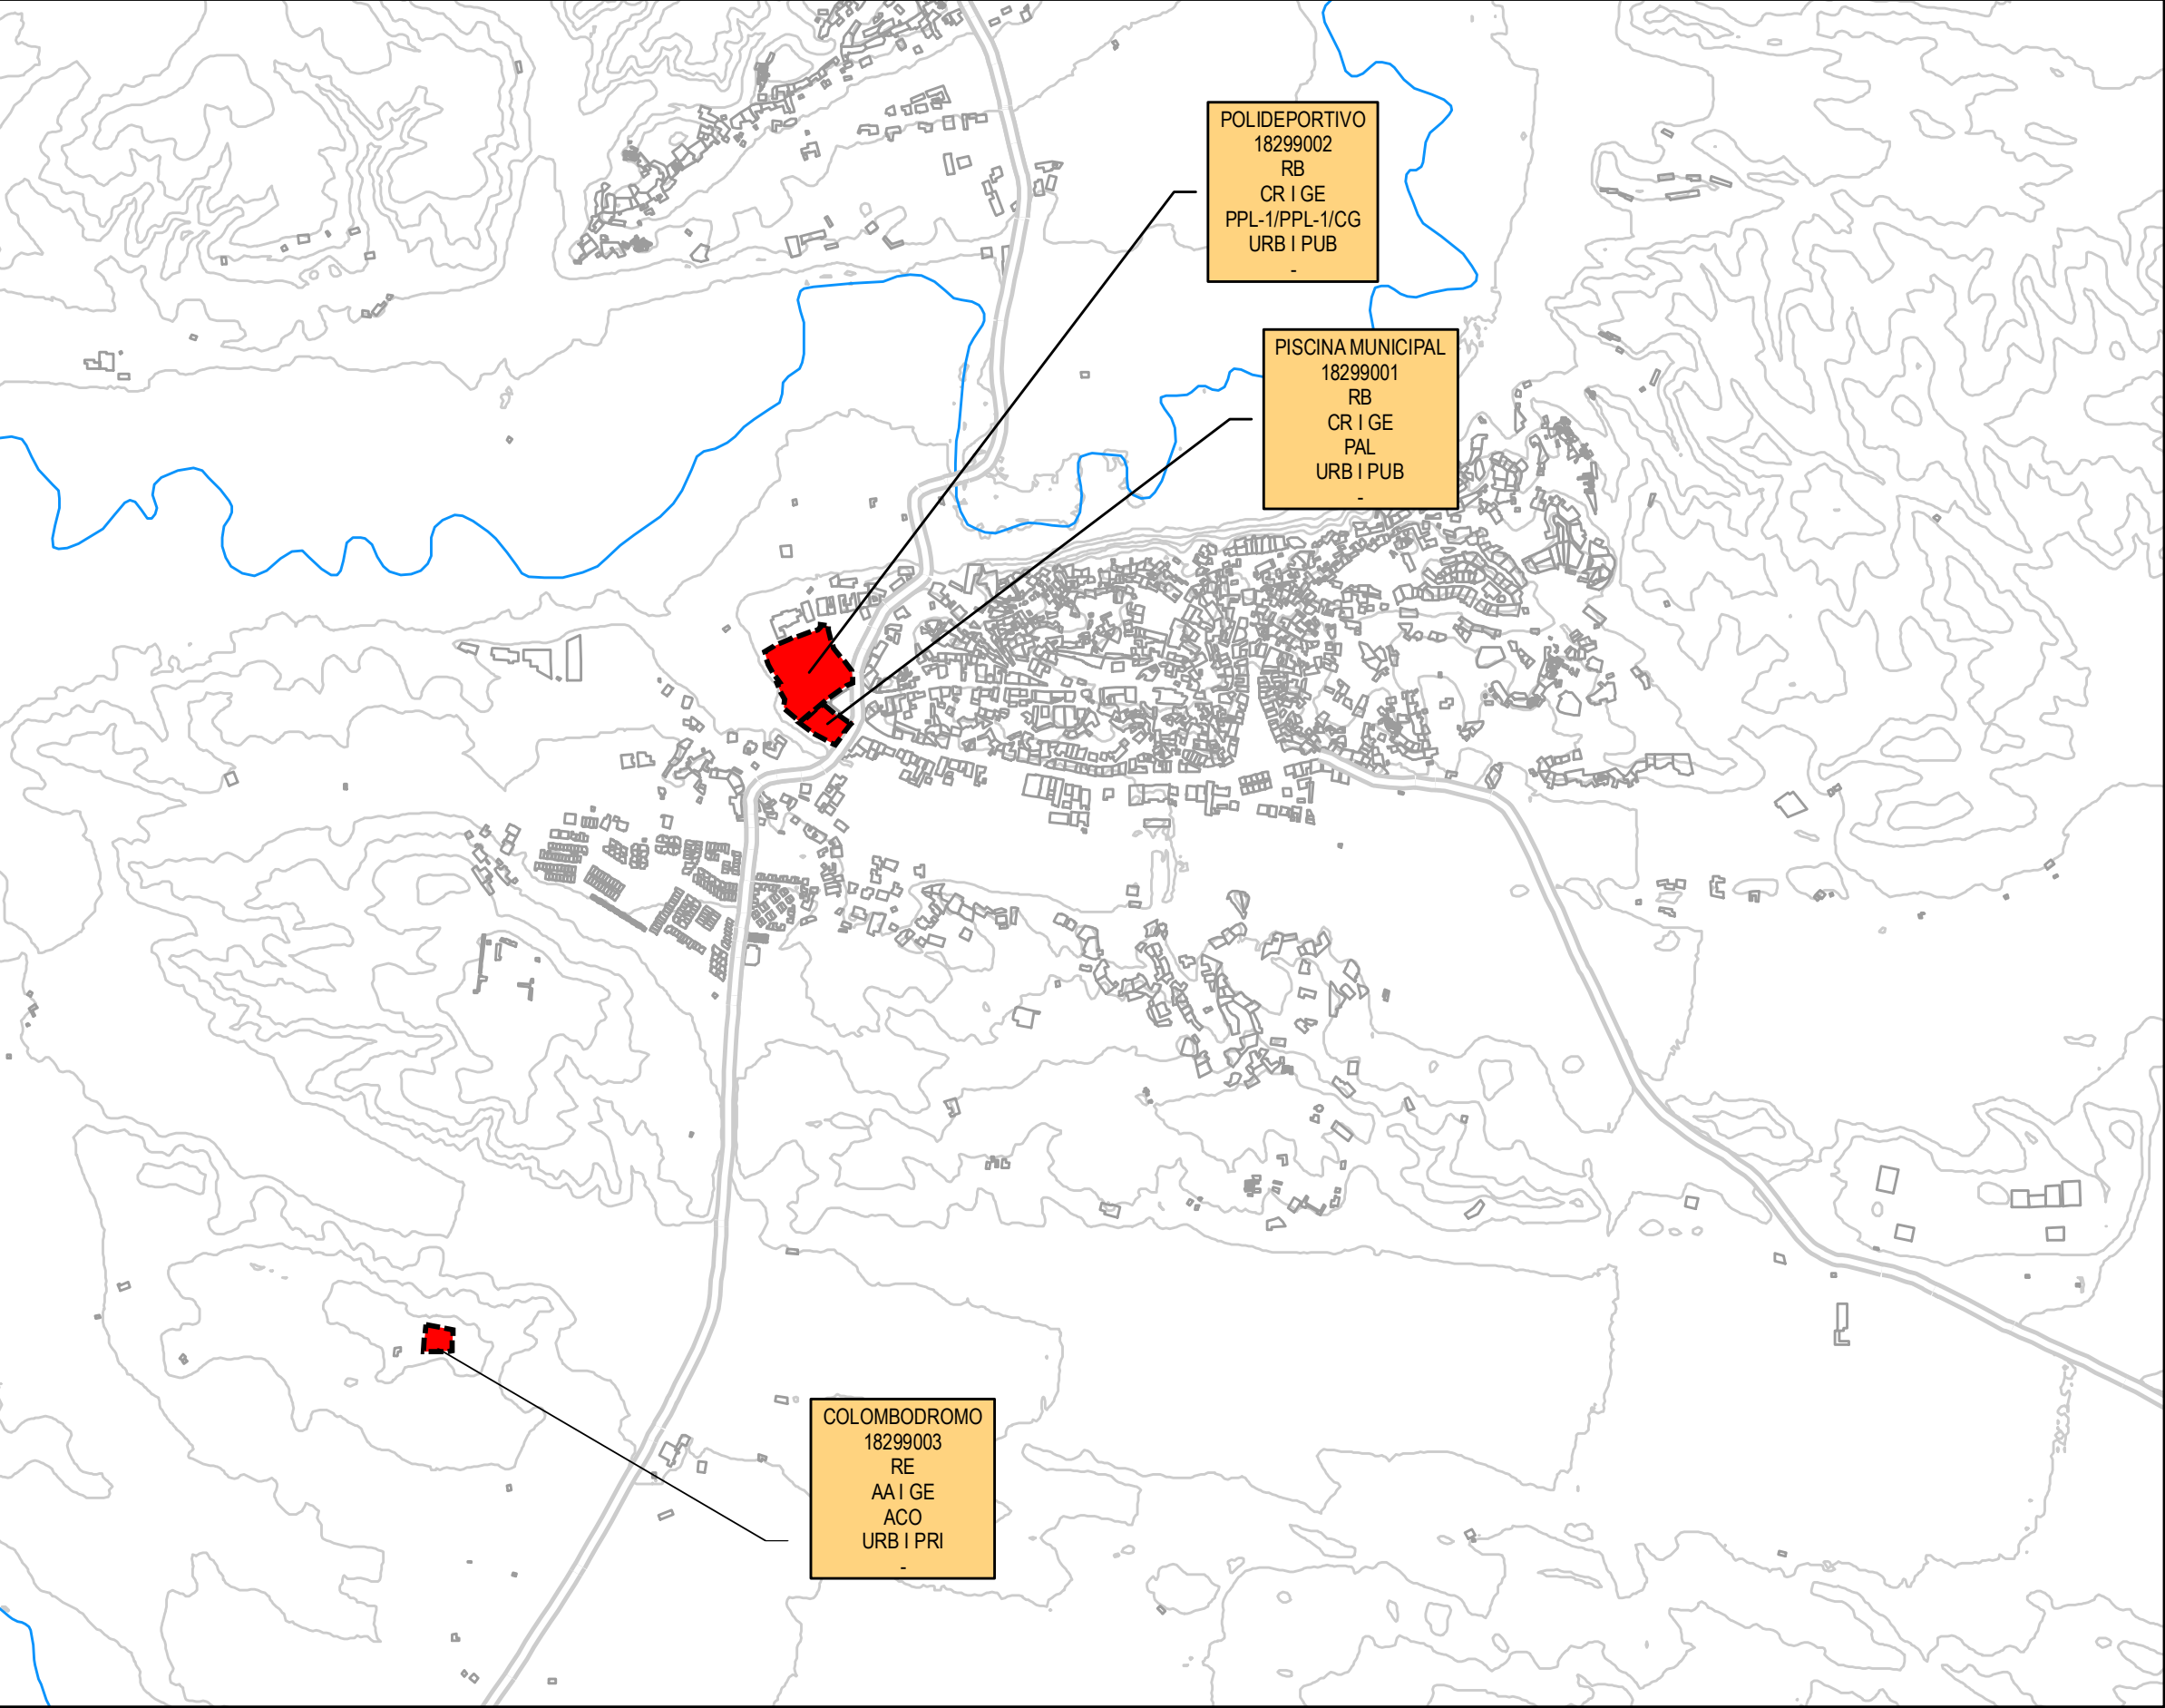 POLIDEPORTIVO
18299002
RB
CR I GE
PPL-1/PPL-1/CG
URB I PUB
-
PISCINA MUNICIPAL
18299001
RB
CR I GE
PAL
URB I PUB
-
COLOMBODROMO
18299003
RE
AA I GE
ACO
URB I PRI
-